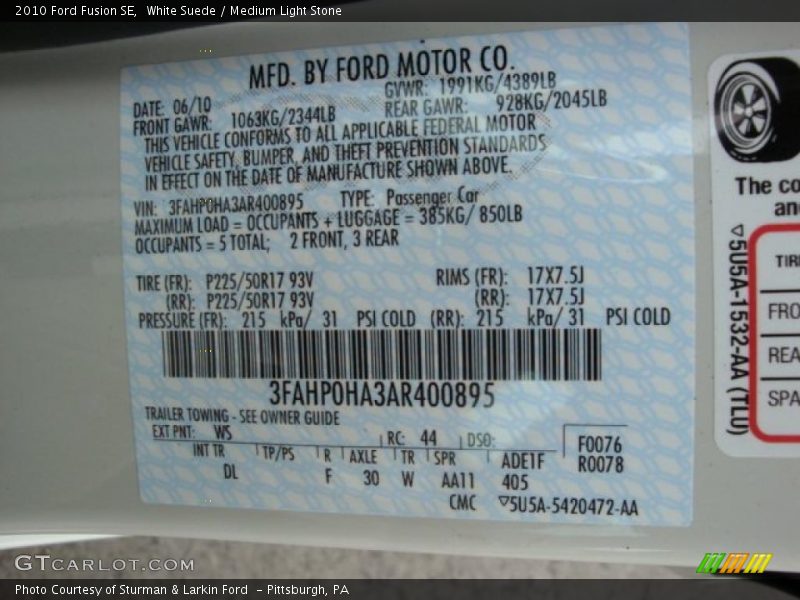 2010 Ford Fusion SE,  White Suede / Medium Light Stone
MFD. BY FORD MOTOR CO.
DATE: 06/10 GVWR: 1991KG/4389LB
FRONT GAWR: 1063KG/2344LB REAR GAWR: 928KG/2045LB
THIS VEHICLE CONFORMS TO ALL APPLICABLE FEDERAL MOTOR
VEHICLE SAFETY, BUMPER, AND THEFT PREVENTION STANDARDS
IN EFFECT ON THE DATE OF MANUFACTURE SHOWN ABOVE.
VIN: 3FAHP0HA3AR400895 TYPE: Passenger Car
MAXIMUM LOAD = OCCUPANTS + LUGGAGE = 385KG/ 850LB
OCCUPANTS = 5 TOTAL; 2 FRONT, 3 REAR
TIRE (FR): P225/50R17 93V RIMS (FR): 17X7.5J
(RR): P225/50R17 93V (RR): 17X7.5J
PRESSURE (FR): 215 kPa/ 31 PSI COLD (RR): 215 kPa/ 31 PSI COLD
3FAHP0HA3AR400895
TRAILER TOWING - SEE OWNER GUIDE
EXT PNT: WS RC: 44 DSO: F0076
INT TR TP/PS R AXLE TR SPR ADE1F R0078
DL F 30 W AA11 405
CMC ▽5U5A-5420472-AA
The co
an
▽5U5A-1532-AA (TLU)
TIR
FRO
REA
SPA
GTCARLOT.COM
Photo Courtesy of Sturman & Larkin Ford  - Pittsburgh, PA